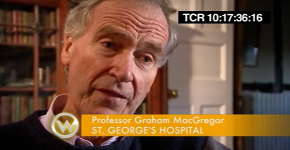 TCR 10:17:36:16
Professor Graham MacGregor
W
ST. GEORGE'S HOSPITAL